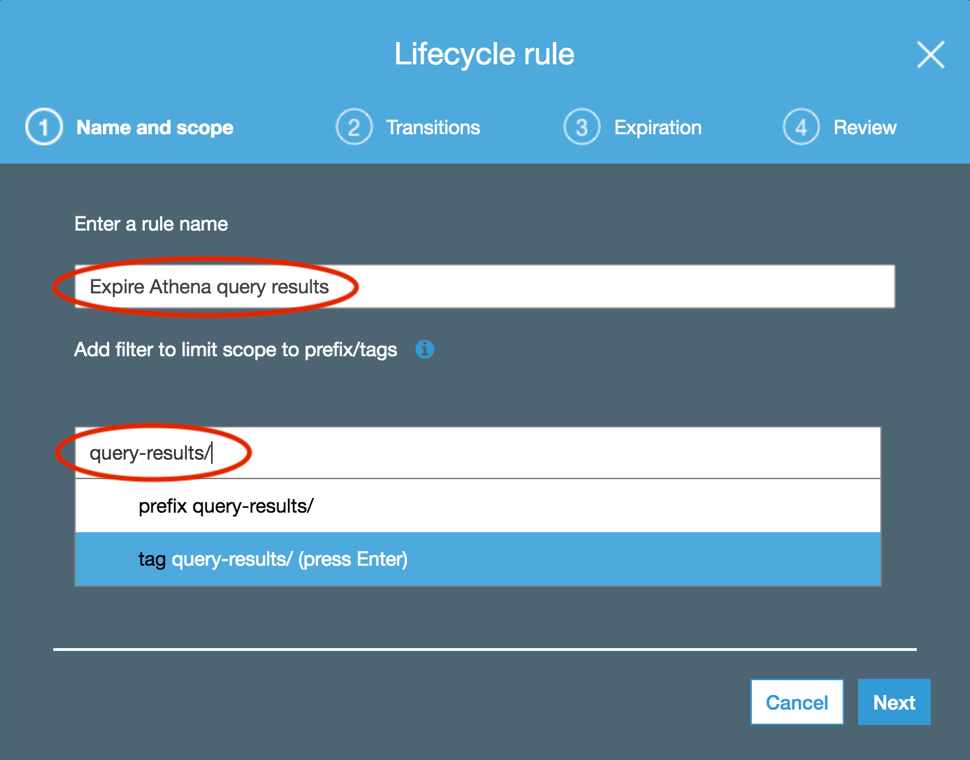 Lifecycle rule
1 Name and scope 2 Transitions 3 Expiration 4 Review
Enter a rule name
Expire Athena query results
Add filter to limit scope to prefix/tags i
query-results/
prefix query-results/
tag query-results/ (press Enter)
Cancel Next